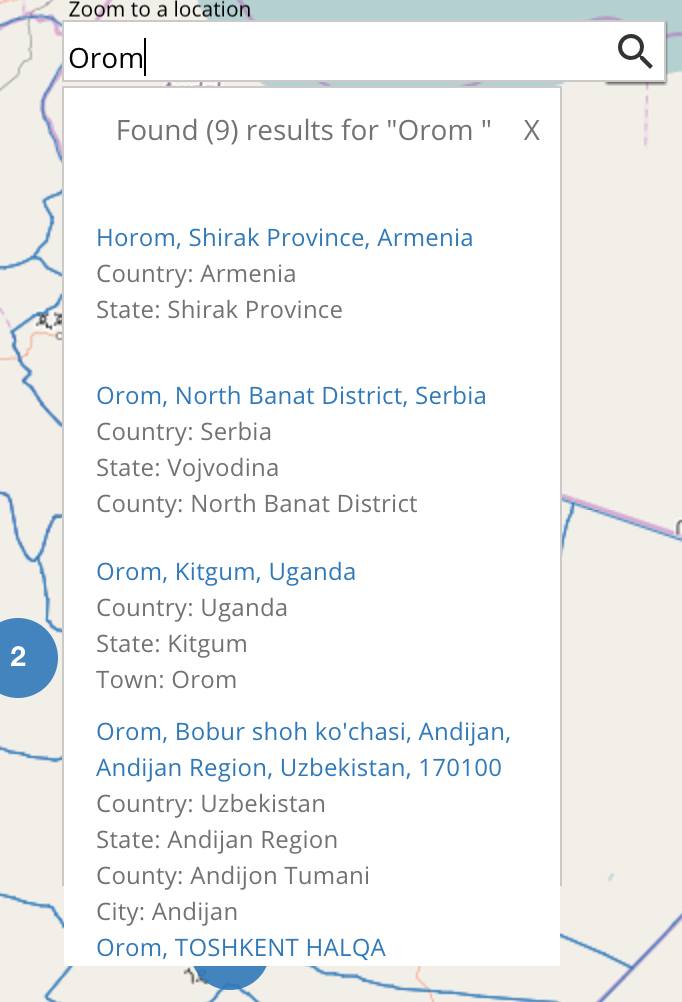 Zoom to a location
Orom
Found (9) results for "Orom " X
Horom, Shirak Province, Armenia
Country: Armenia
State: Shirak Province
Orom, North Banat District, Serbia
Country: Serbia
State: Vojvodina
County: North Banat District
Orom, Kitgum, Uganda
Country: Uganda
State: Kitgum
Town: Orom
2
Orom, Bobur shoh ko'chasi, Andijan,
Andijan Region, Uzbekistan, 170100
Country: Uzbekistan
State: Andijan Region
County: Andijon Tumani
City: Andijan
Orom, TOSHKENT HALQA